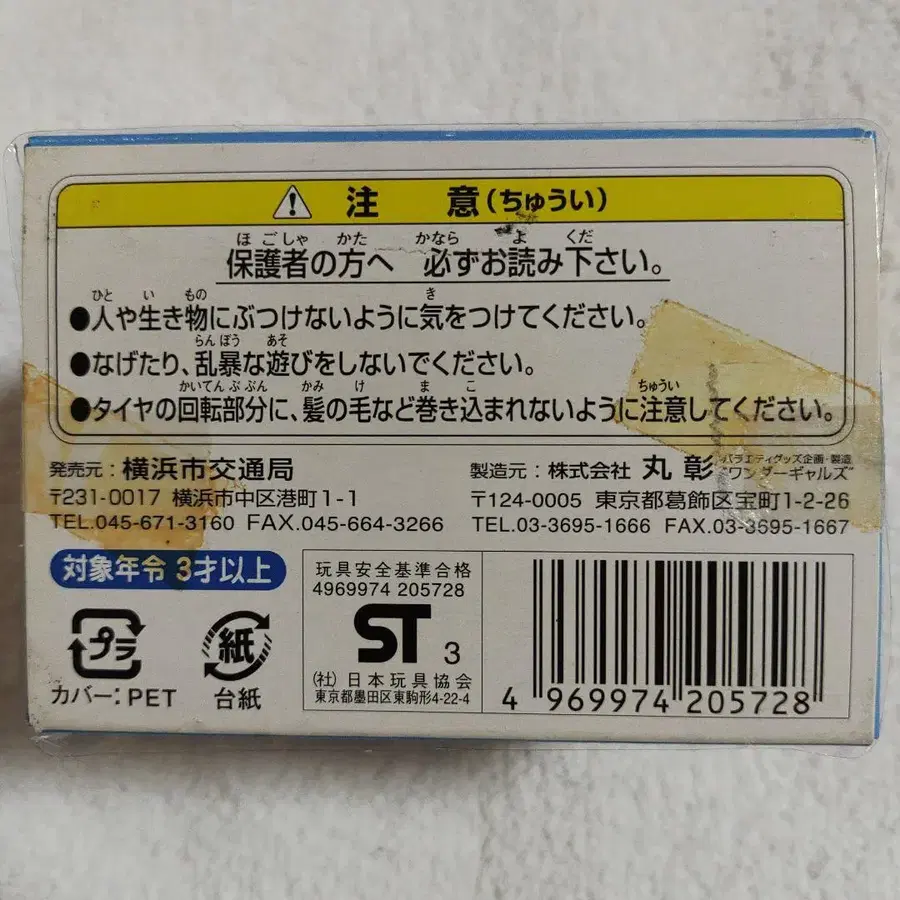 注 意(ちゅうい)
ほごしゃ かた かなら よ くだ
保護者の方へ 必ずお読み下さい。
ひと い もの き
●人や生き物にぶつけないように気をつけてください。
らんぼう あそ
●なげたり、乱暴な遊びをしないでください。
かいてんぶぶん かみ け ま こ ちゅうい
●タイヤの回転部分に、髪の毛など巻き込まれないように注意してください。
発売元:横浜市交通局
〒231-0017 横浜市中区港町1-1
TEL.045-671-3160 FAX.045-664-3266
製造元:株式会社 丸彰 バラエティグッズ企画・製造
"ワンダーギャルズ"
〒124-0005 東京都葛飾区宝町1-2-26
TEL.03-3695-1666 FAX.03-3695-1667
対象年令 3才以上
プラ
カバー:PET
紙
台紙
玩具安全基準合格
4969974 205728
ST 3
(社)日本玩具協会
東京都墨田区東駒形4-22-4
4 969974 205728